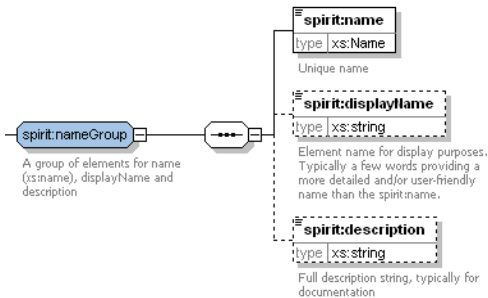 spirit:name
type xs:Name
Unique name
spirit:displayName
type xs:string
Element name for display purposes.
Typically a few words providing a
more detailed and/or user-friendly
name than the spirit:name.
spirit:nameGroup
A group of elements for name
(xs:name), displayName and
description
spirit:description
type xs:string
Full description string, typically for
documentation